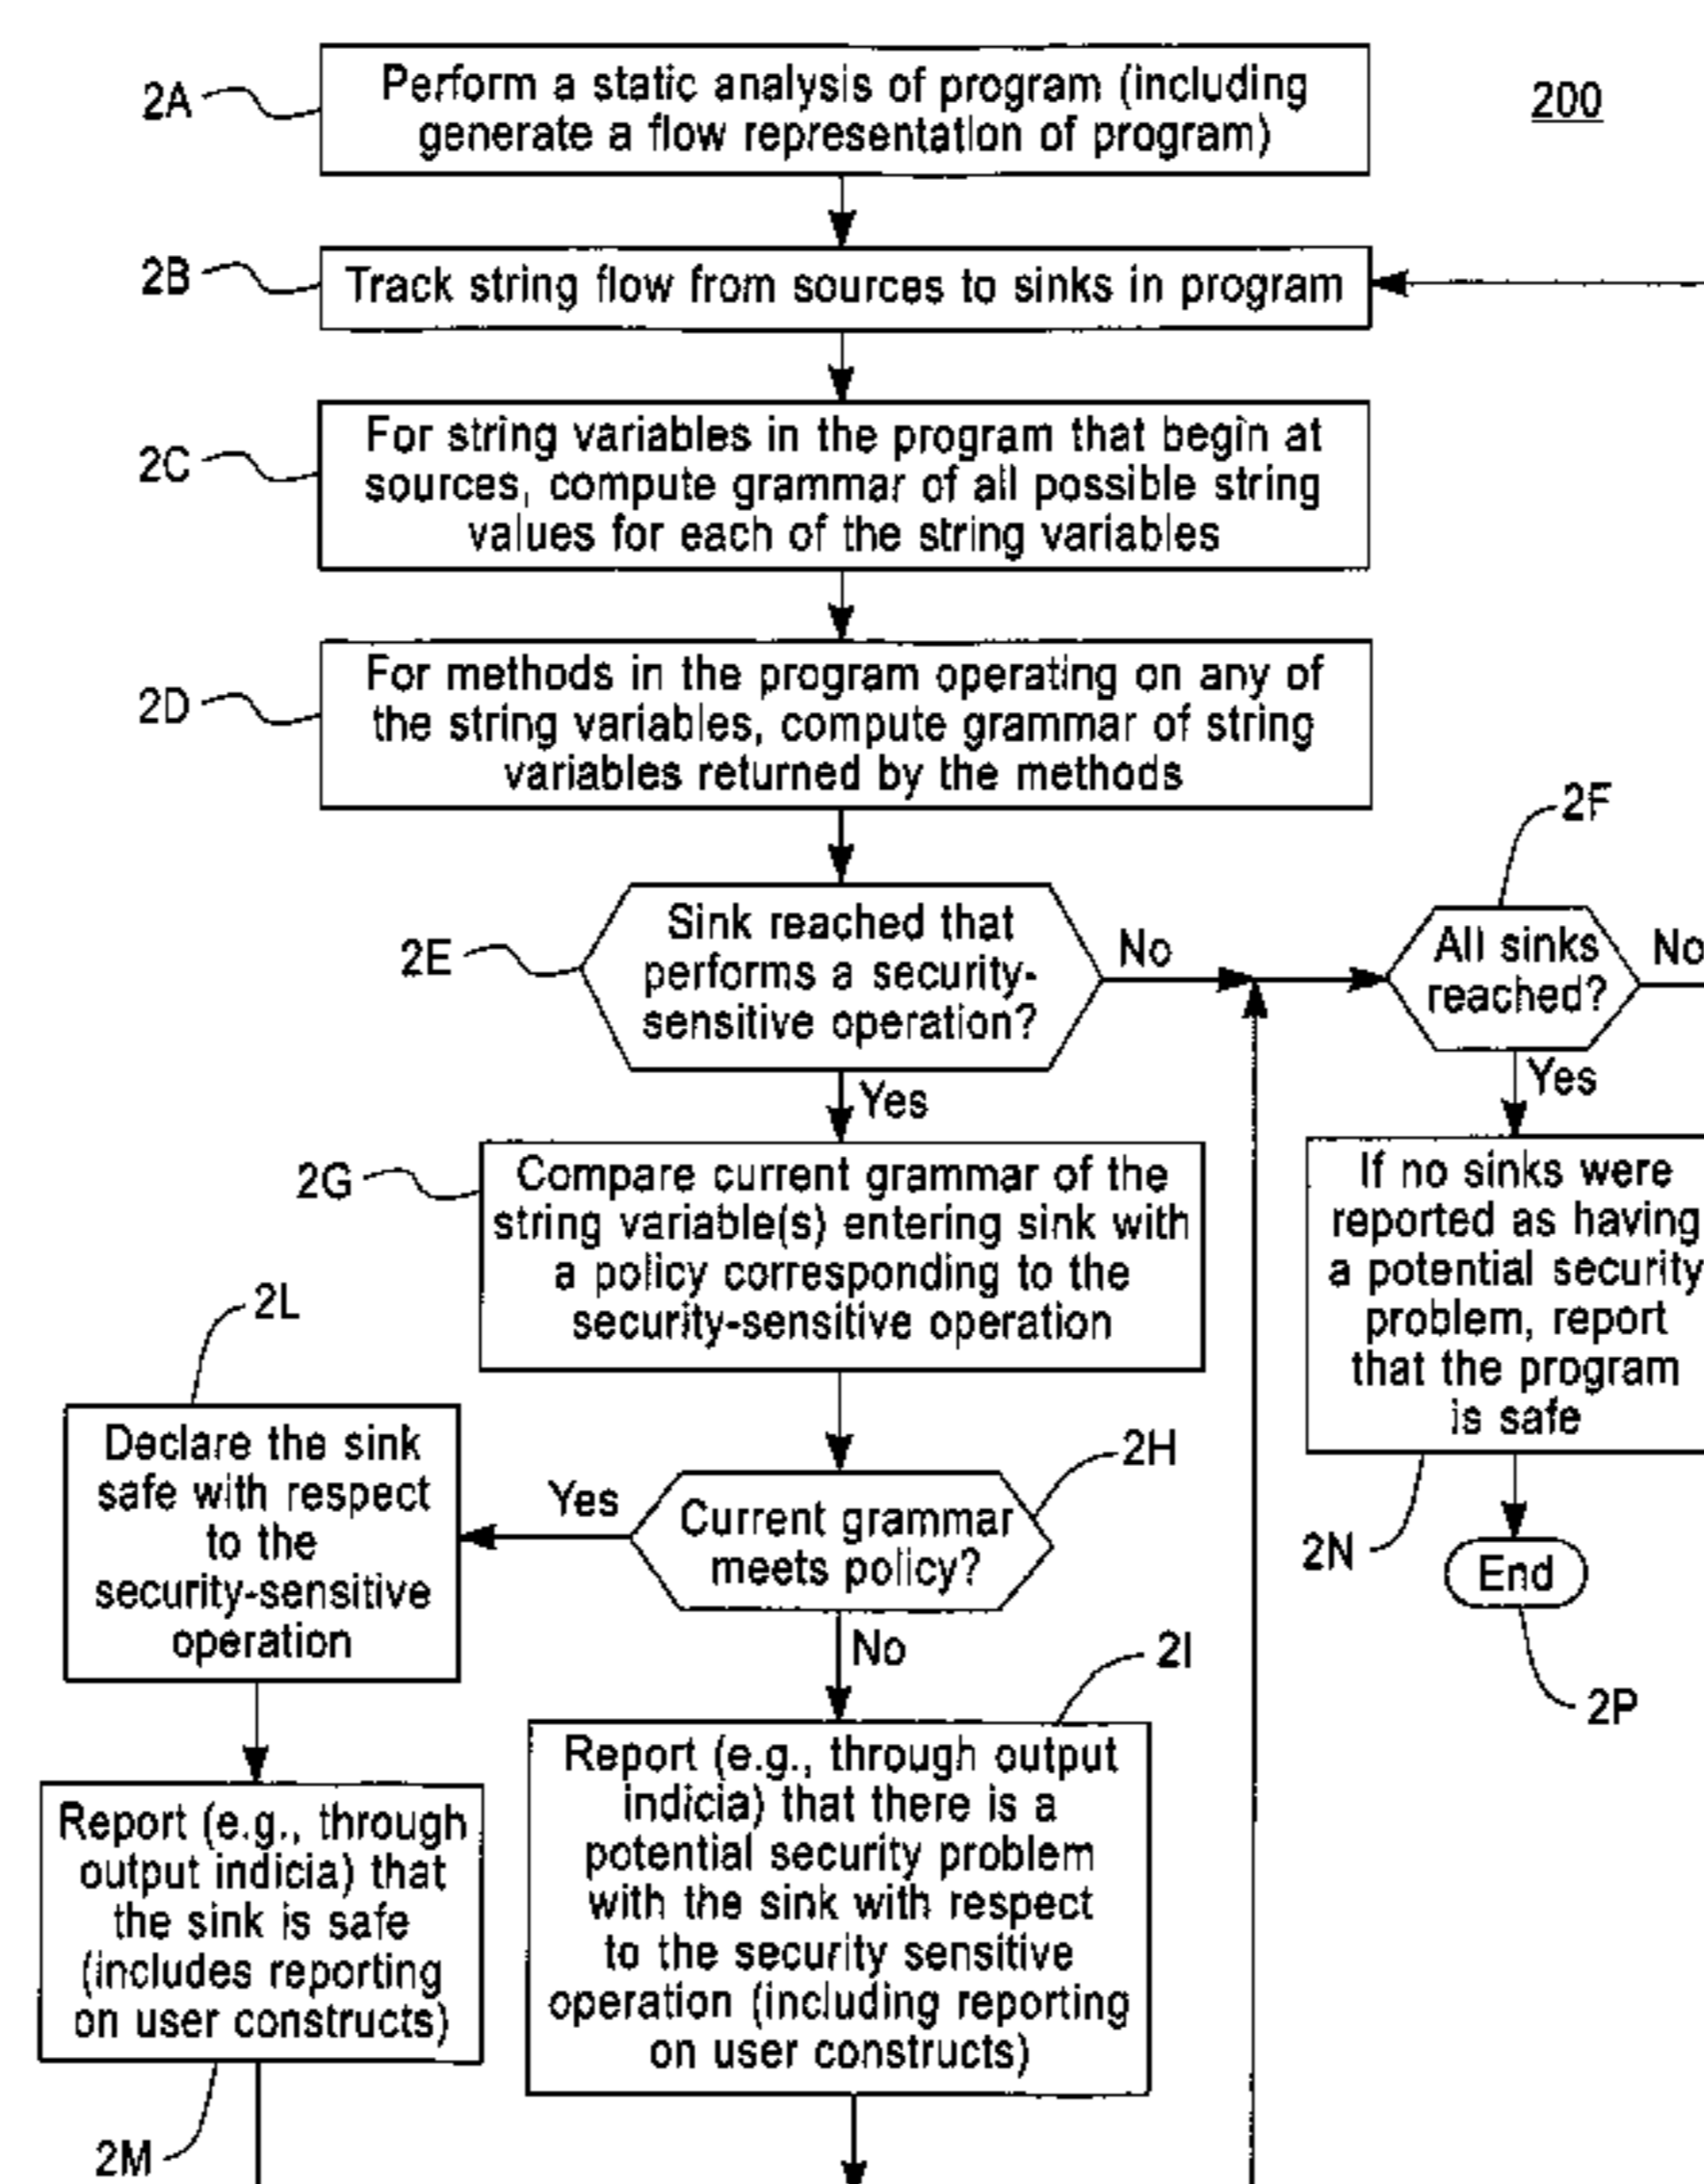 200
2A
Perform a static analysis of program (including
generate a flow representation of program)
2B
Track string flow from sources to sinks in program
2C
For string variables in the program that begin at
sources, compute grammar of all possible string
values for each of the string variables
2D
For methods in the program operating on any of
the string variables, compute grammar of string
variables returned by the methods
2E
Sink reached that
performs a security-
sensitive operation?
No
Yes
2F
All sinks
reached?
No
Yes
2G
Compare current grammar of the
string variable(s) entering sink with
a policy corresponding to the
security-sensitive operation
If no sinks were
reported as having
a potential security
problem, report
that the program
is safe
2N
End
2P
2H
Current grammar
meets policy?
Yes
No
2L
Declare the sink
safe with respect
to the
security-sensitive
operation
2I
Report (e.g., through output
indicia) that there is a
potential security problem
with the sink with respect
to the security sensitive
operation (including reporting
on user constructs)
Report (e.g., through
output indicia) that
the sink is safe
(includes reporting
on user constructs)
2M